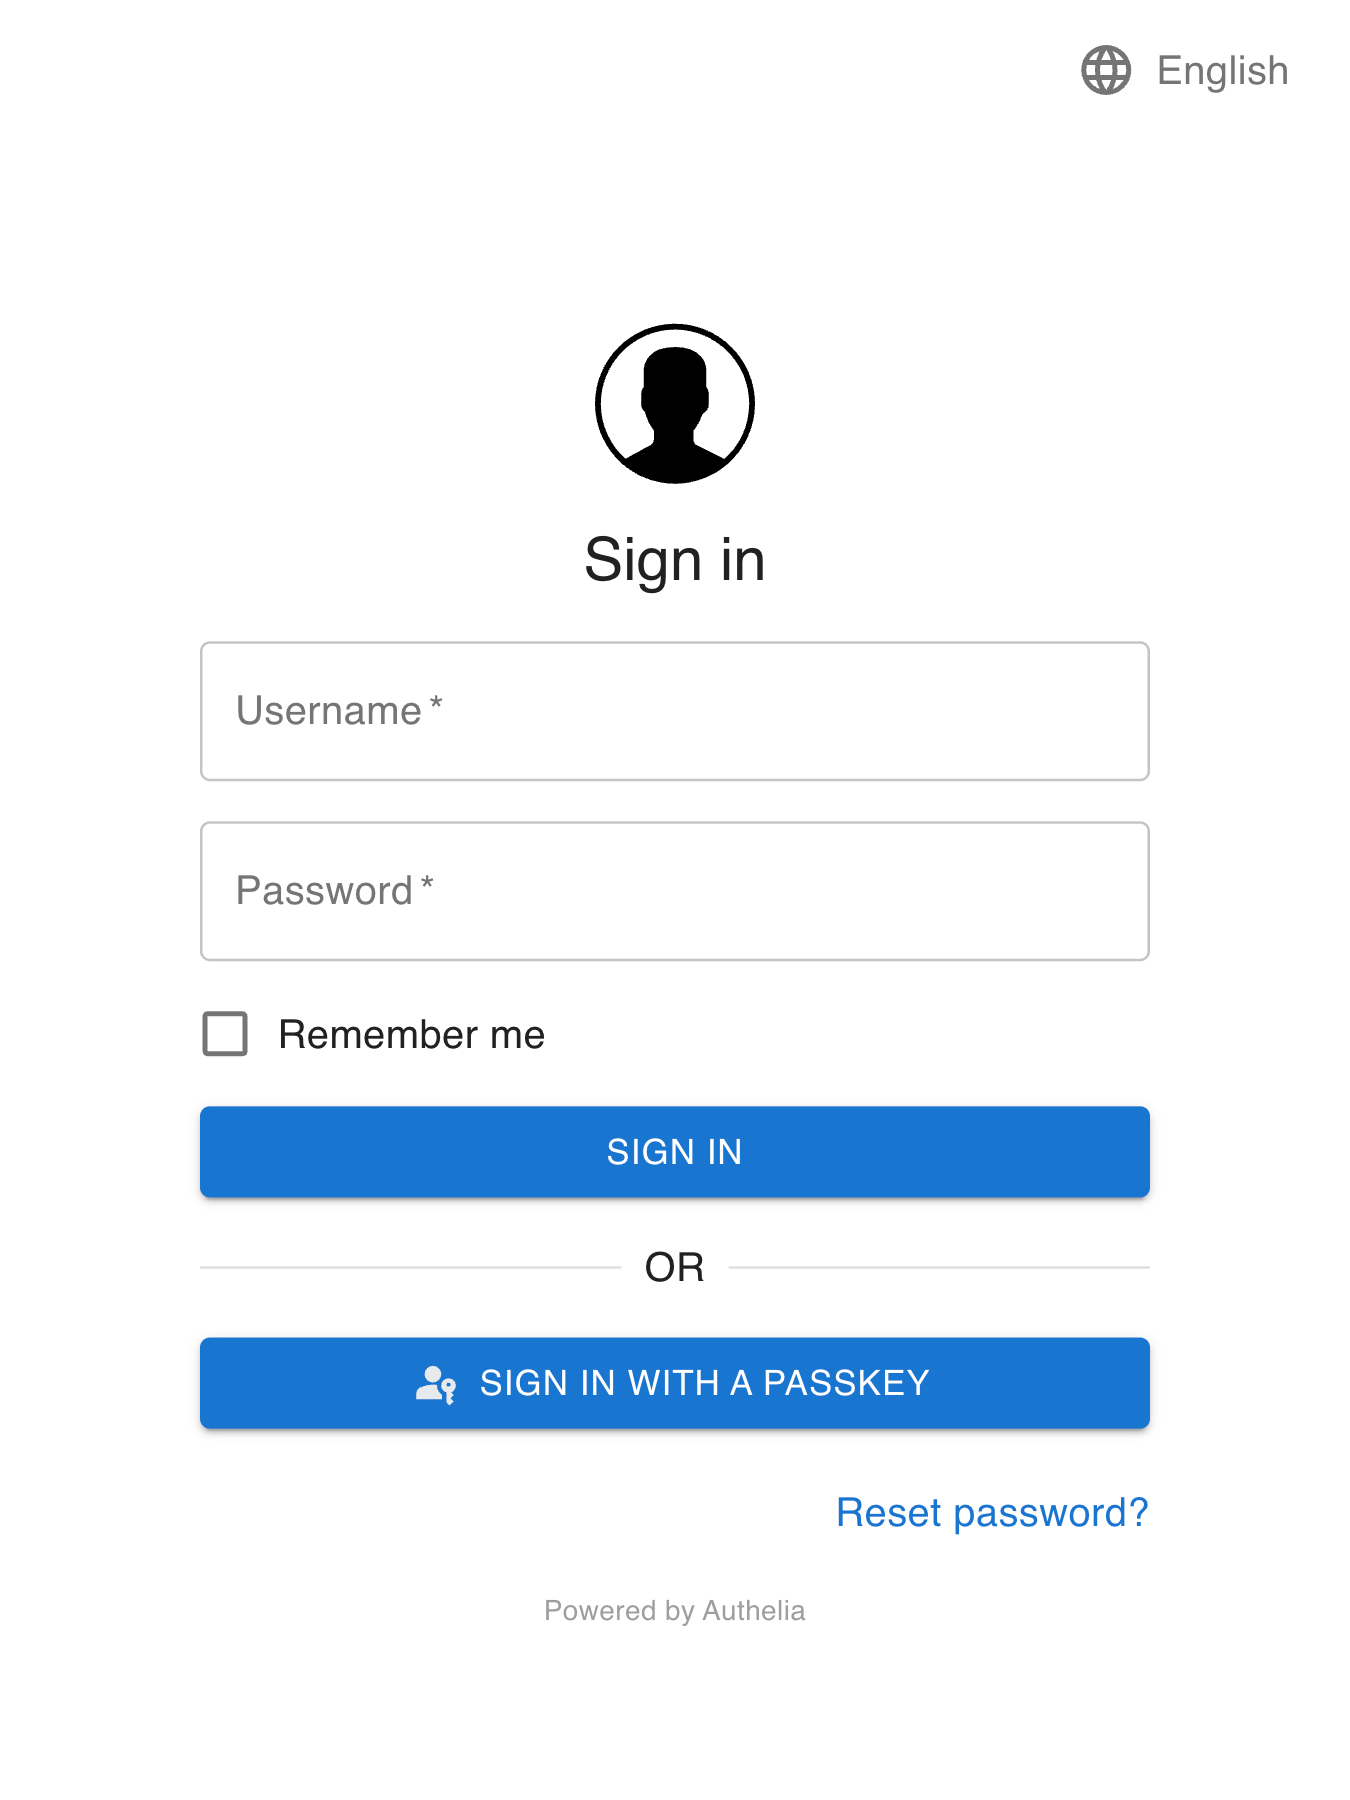 English
Sign in
Username *
Password *
Remember me
SIGN IN
OR
SIGN IN WITH A PASSKEY
Reset password?
Powered by Authelia